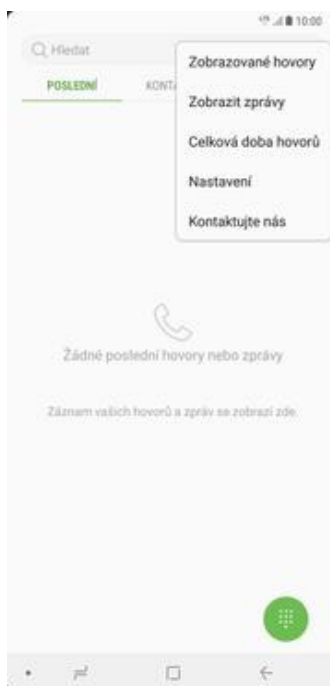 10:00
Hledat
Zobrazované hovory
POSLEDNÍ
Zobrazit zprávy
Celková doba hovorů
Nastavení
Kontaktujte nás
Žádné poslední hovory nebo zprávy
Záznam vašich hovorů a zpráv se zobrazí zde.